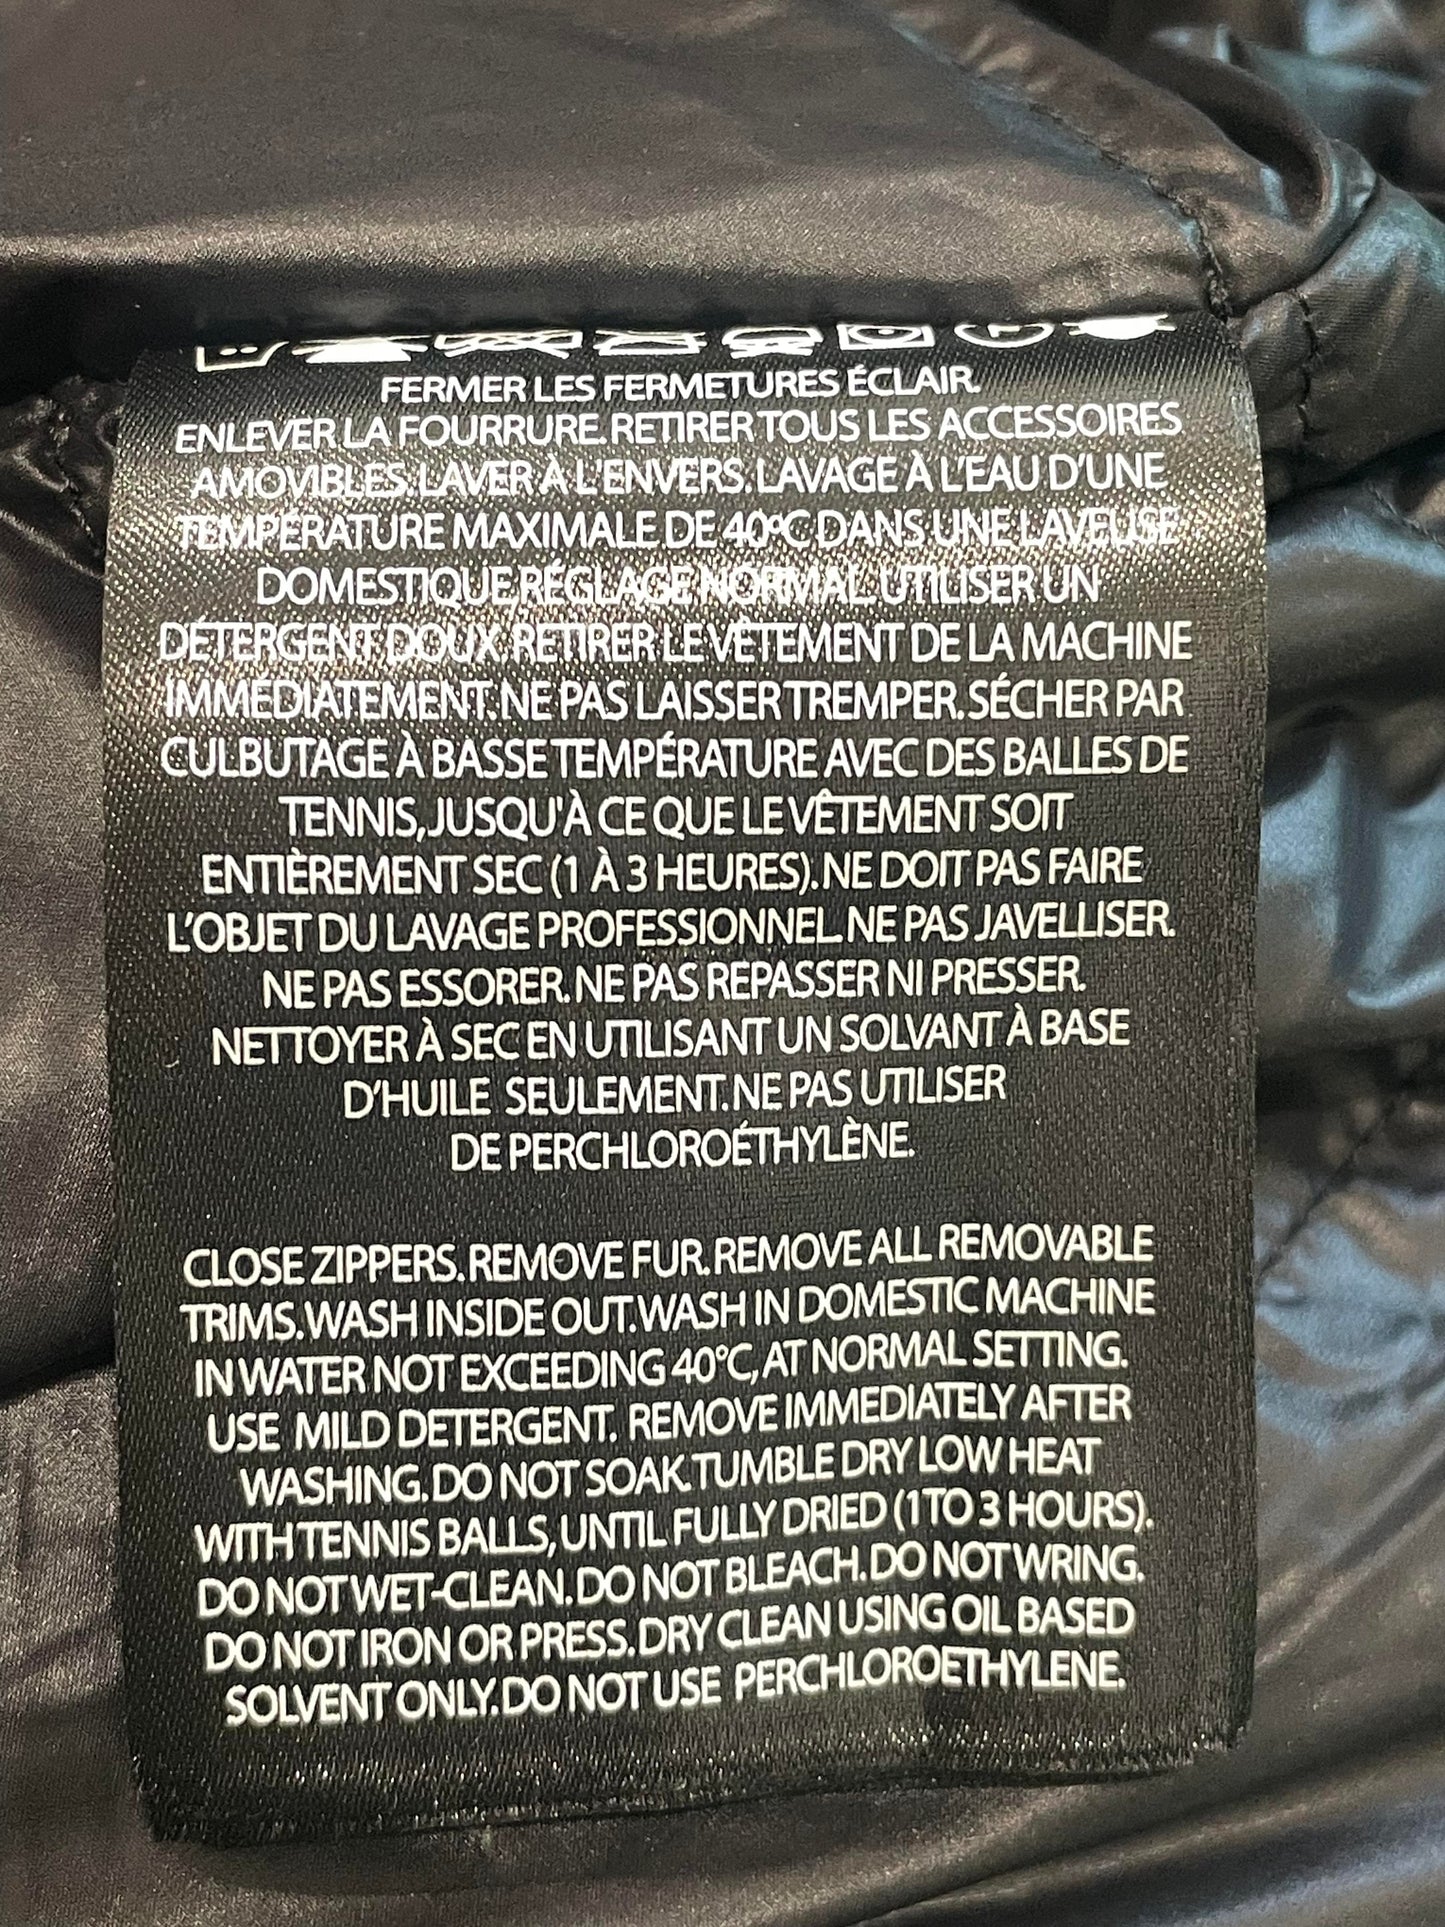 FERMER LES FERMETURES ÉCLAIR.
ENLEVER LA FOURRURE. RETIRER TOUS LES ACCESSOIRES
AMOVIBLES. LAVER À L'ENVERS. LAVAGE À L'EAU D'UNE
TEMPÉRATURE MAXIMALE DE 40ºC DANS UNE LAVEUSE
DOMESTIQUE, RÉGLAGE NORMAL. UTILISER UN
DÉTERGENT DOUX. RETIRER LE VÊTEMENT DE LA MACHINE
IMMÉDIATEMENT. NE PAS LAISSER TREMPER. SÉCHER PAR
CULBUTAGE À BASSE TEMPÉRATURE AVEC DES BALLES DE
TENNIS, JUSQU'À CE QUE LE VÊTEMENT SOIT
ENTIÈREMENT SEC (1 À 3 HEURES). NE DOIT PAS FAIRE
L'OBJET DU LAVAGE PROFESSIONNEL. NE PAS JAVELLISER.
NE PAS ESSORER. NE PAS REPASSER NI PRESSER.
NETTOYER À SEC EN UTILISANT UN SOLVANT À BASE
D'HUILE SEULEMENT. NE PAS UTILISER
DE PERCHLOROÉTHYLÈNE.
CLOSE ZIPPERS. REMOVE FUR. REMOVE ALL REMOVABLE
TRIMS. WASH INSIDE OUT. WASH IN DOMESTIC MACHINE
IN WATER NOT EXCEEDING 40°C, AT NORMAL SETTING.
USE MILD DETERGENT. REMOVE IMMEDIATELY AFTER
WASHING. DO NOT SOAK. TUMBLE DRY LOW HEAT
WITH TENNIS BALLS, UNTIL FULLY DRIED (1 TO 3 HOURS).
DO NOT WET-CLEAN. DO NOT BLEACH. DO NOT WRING.
DO NOT IRON OR PRESS. DRY CLEAN USING OIL BASED
SOLVENT ONLY. DO NOT USE PERCHLOROETHYLENE.